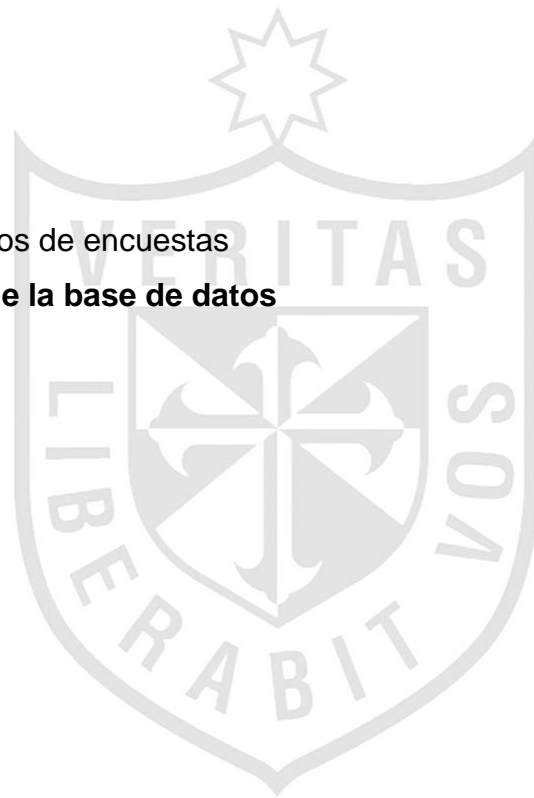 os de encuestas
e la base de datos
VERITAS
LIBERABIT VOS